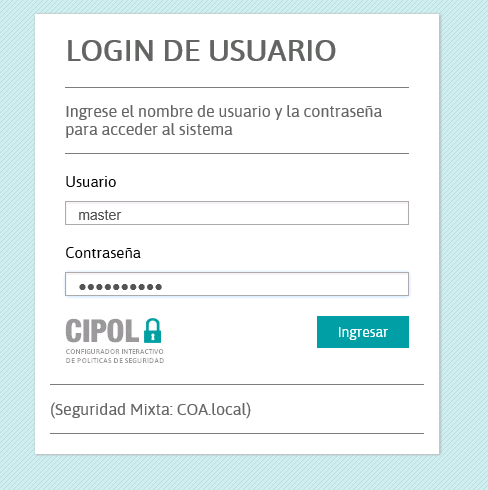 LOGIN DE USUARIO
Ingrese el nombre de usuario y la contraseña
para acceder al sistema
Usuario
master
Contraseña
●●●●●●●●●●
CIPOL
CONFIGURADOR INTERACTIVO
DE POLITICAS DE SEGURIDAD
Ingresar
(Seguridad Mixta: COA.local)